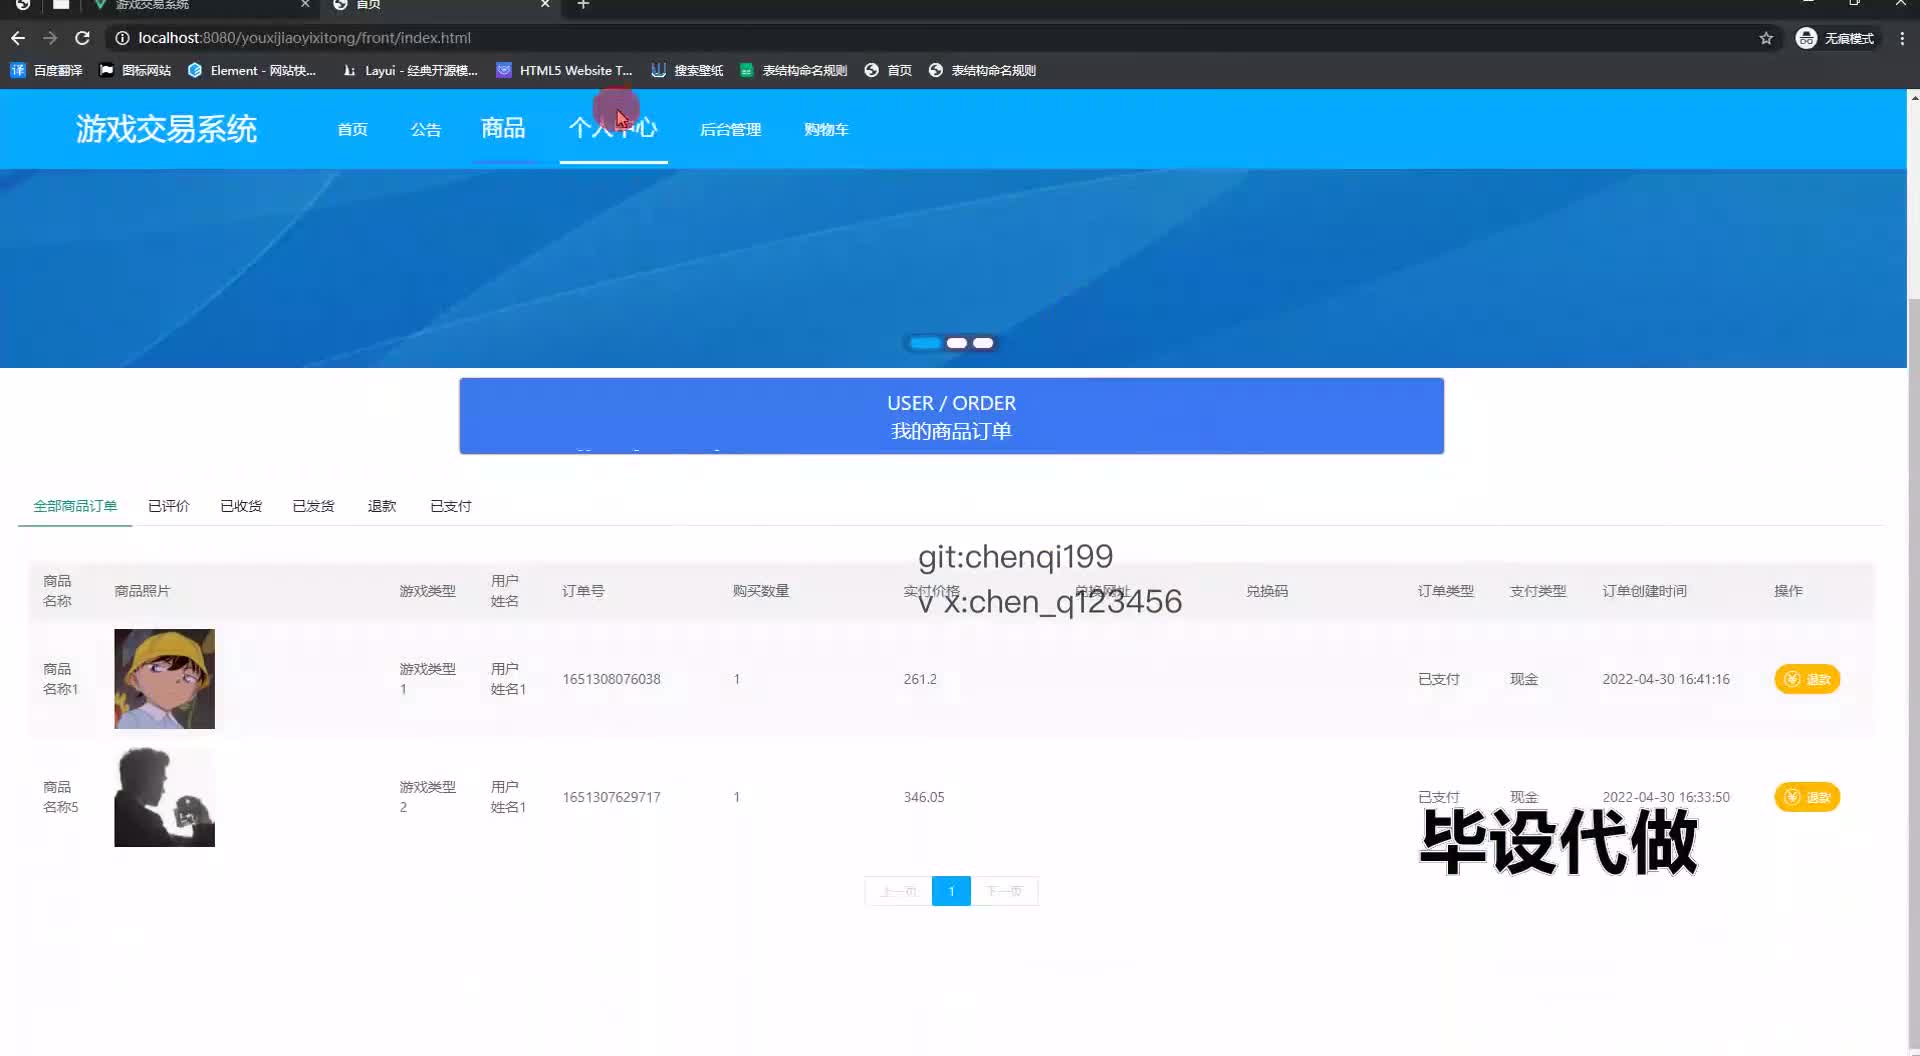 游戏交易系统
首页
localhost:8080/youxijiaoyixitong/front/index.html
无痕模式
百度翻译
图标网站
Element - 网站快...
Layui - 经典开源模...
HTML5 Website T...
搜索壁纸
表结构命名规则
首页
表结构命名规则
游戏交易系统
首页
公告
商品
个人中心
后台管理
购物车
USER / ORDER
我的商品订单
全部商品订单
已评价
已收货
已发货
退款
已支付
git:chenqi199
v x:chen_q123456
商品
名称
商品照片
游戏类型
用户
姓名
订单号
购买数量
实付价格
兑换网址
兑换码
订单类型
支付类型
订单创建时间
操作
商品
名称1
游戏类型
1
用户
姓名1
1651308076038
1
261.2
已支付
现金
2022-04-30 16:41:16
退款
商品
名称5
游戏类型
2
用户
姓名1
1651307629717
1
346.05
已支付
现金
2022-04-30 16:33:50
退款
毕设代做
上一页
1
下一页